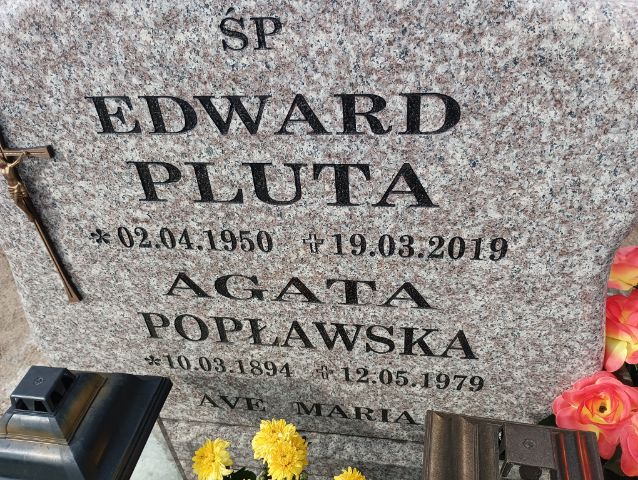 ŚP
EDWARD
PLUTA
* 02.04.1950 ✝ 19.03.2019
AGATA
POPŁAWSKA
* 10.03.1894 ✝ 12.05.1979
AVE MARIA